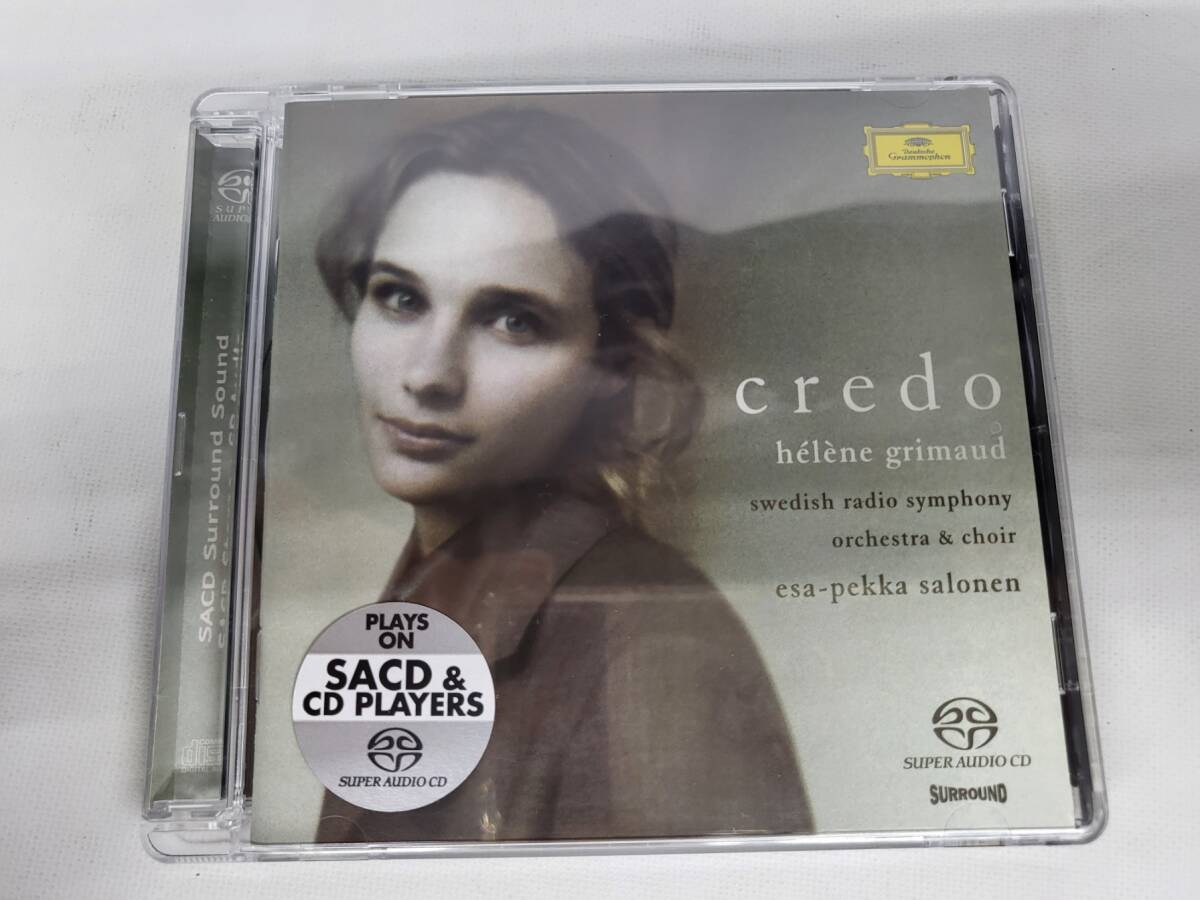 Deutsche
Grammophon
credo
hélène grimaud
swedish radio symphony
orchestra & choir
esa-pekka salonen
PLAYS
ON
SACD &
CD PLAYERS
SUPER AUDIO CD
SUPER AUDIO CD
SURROUND
SACD Surround Sound